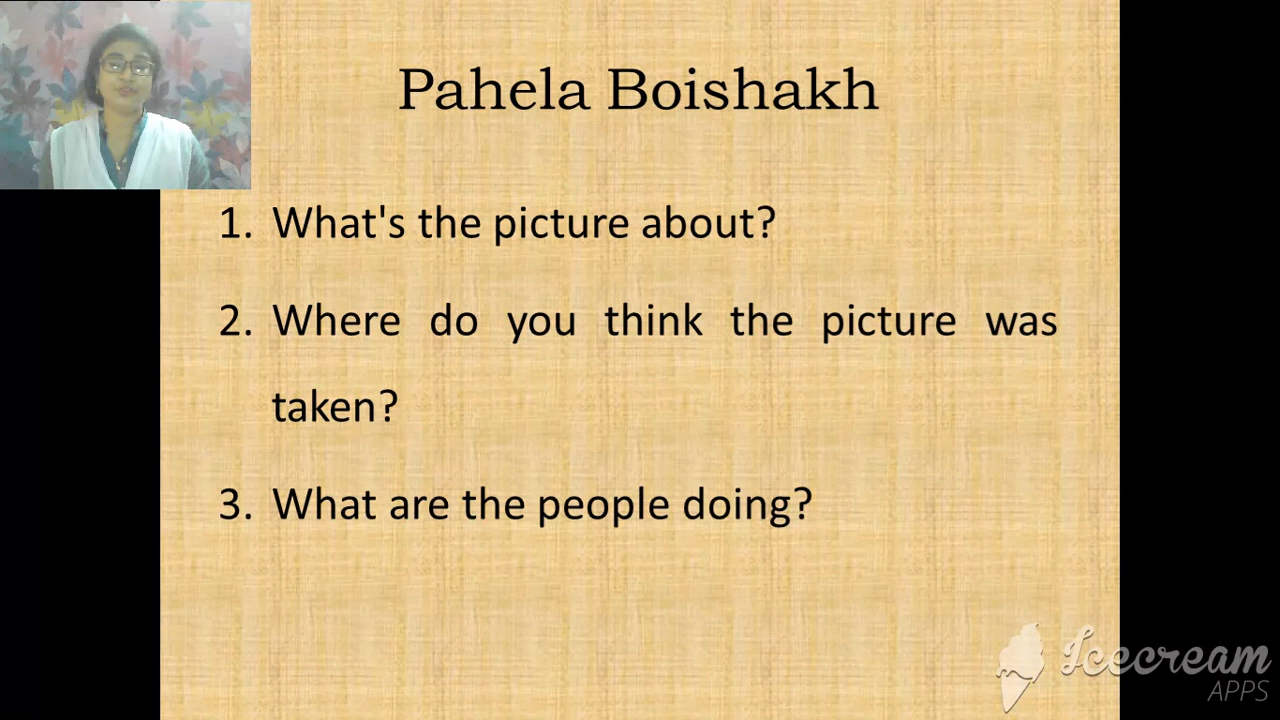 Pahela Boishakh
1. What's the picture about?
2. Where do you think the picture was
taken?
3. What are the people doing?
Icecream
APPS